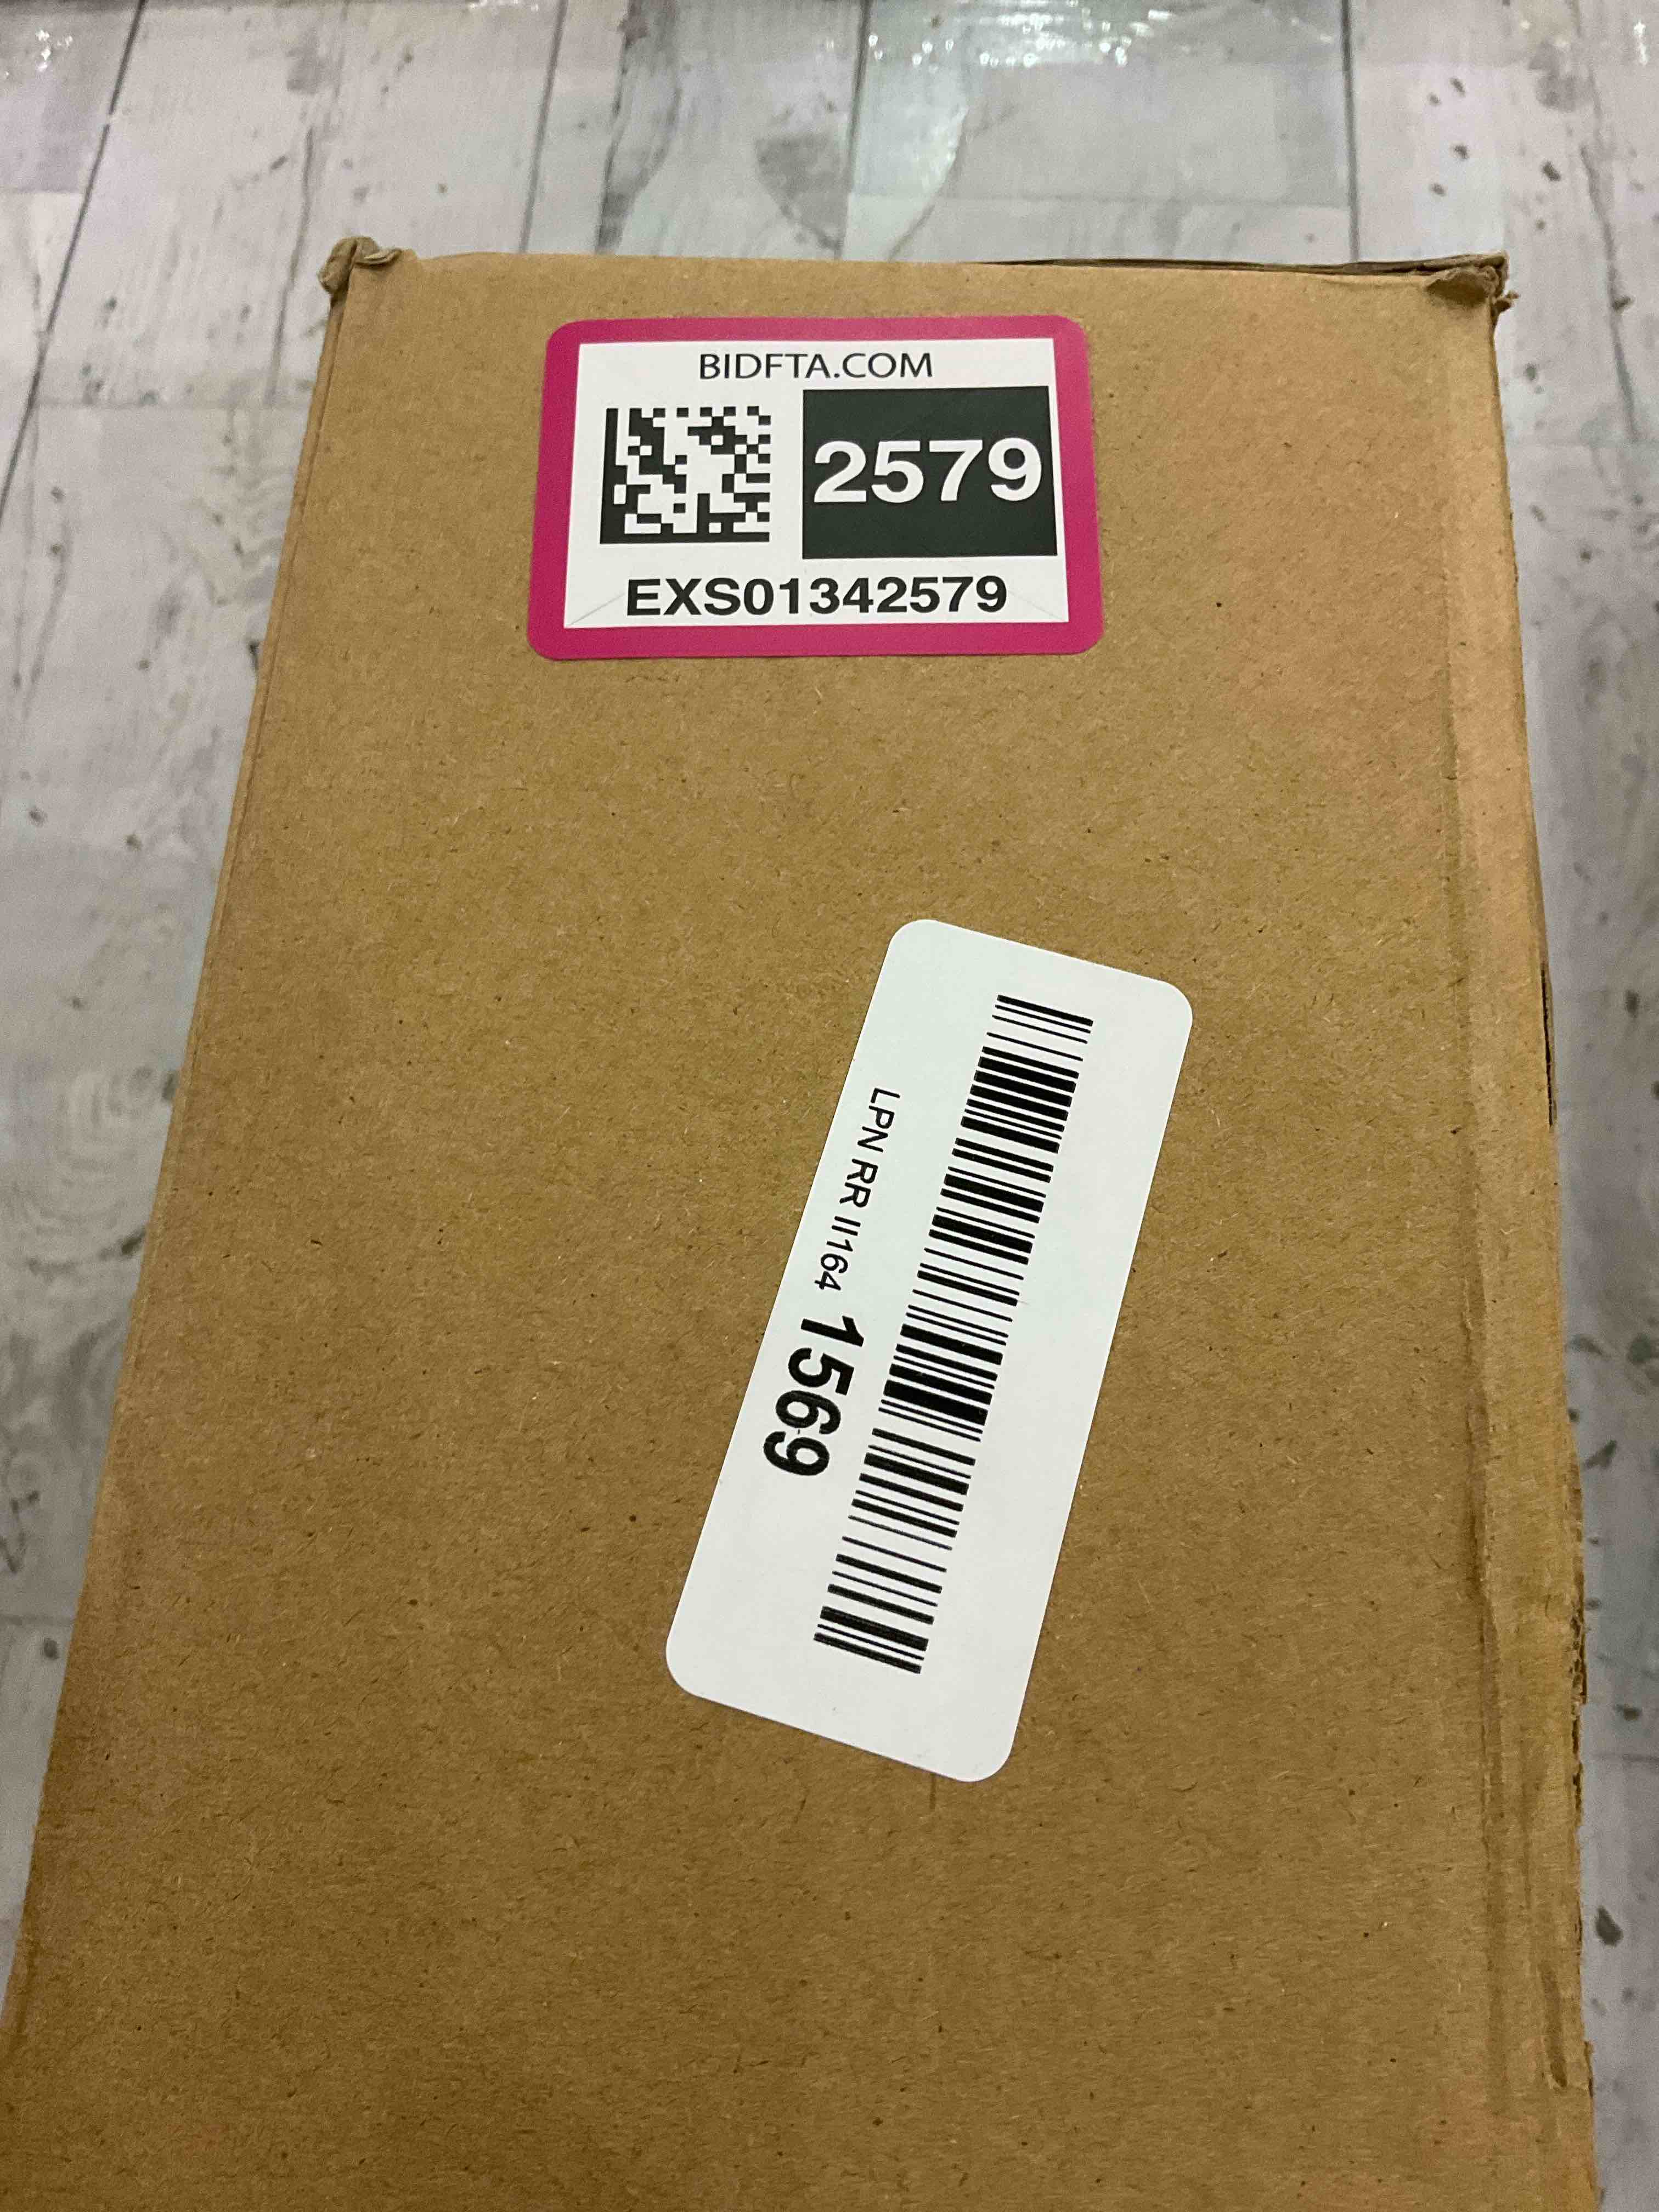 BIDFTA.COM
2579
EXS01342579
LPN RR II164 1569